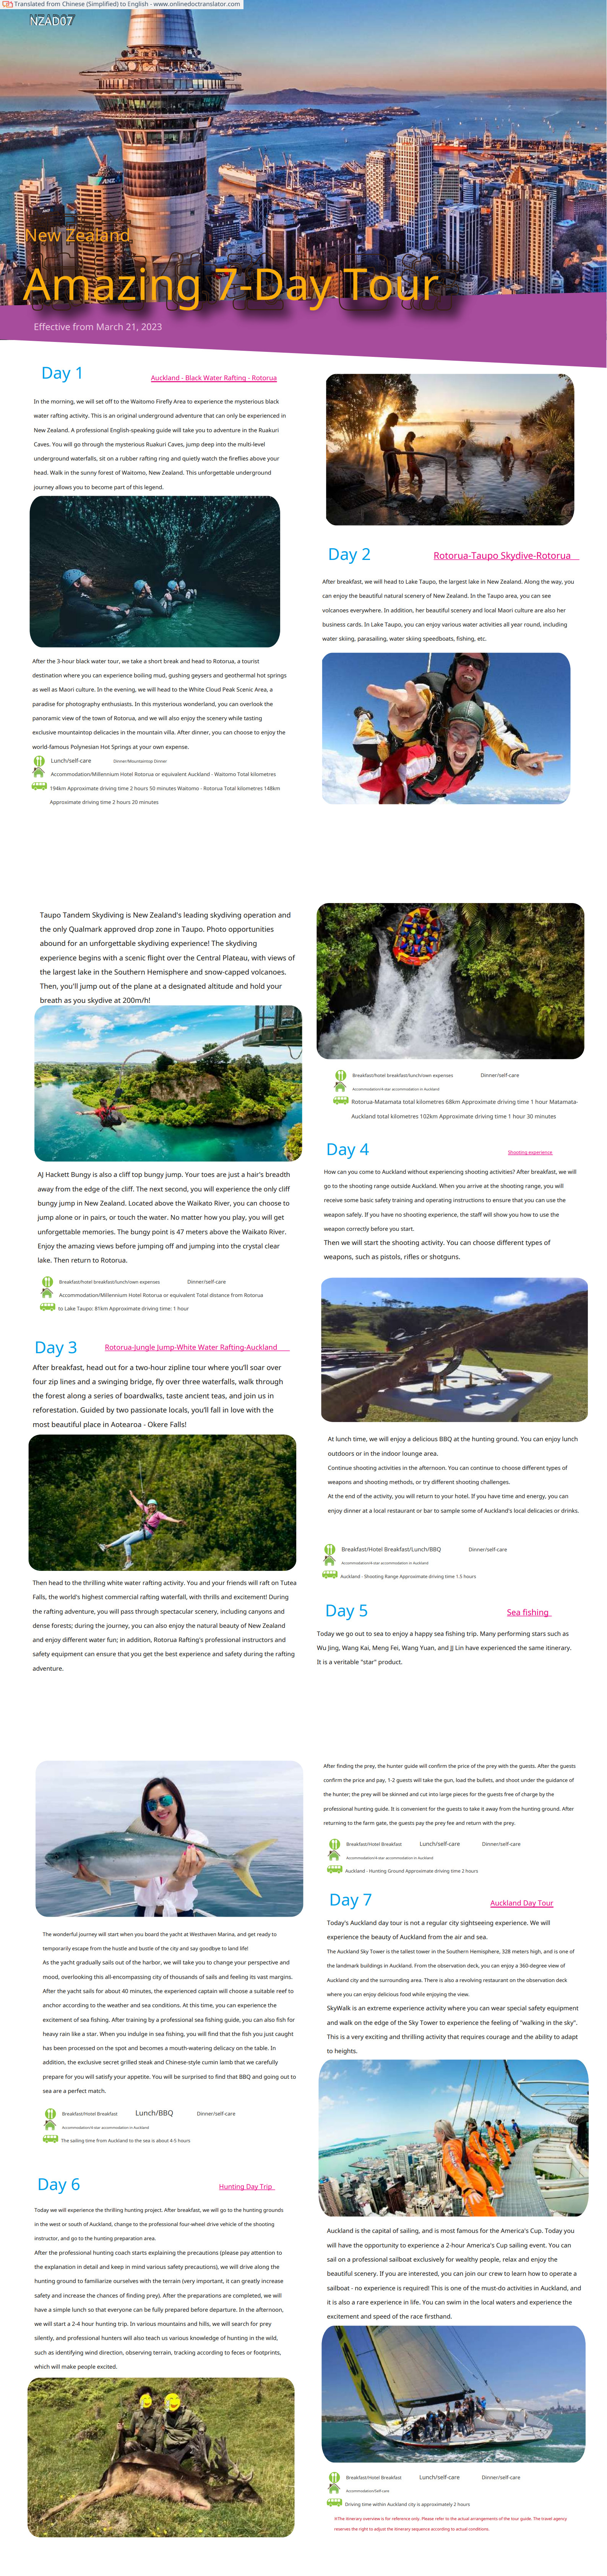 Translated from Chinese (Simplified) to English - www.onlinedoctranslator.com
NZAD07
New Zealand
Amazing 7-Day Tour
Effective from March 21, 2023
Day 1
Auckland - Black Water Rafting - Rotorua
In the morning, we will set off to the Waitomo Firefly Area to experience the mysterious black
water rafting activity. This is an original underground adventure that can only be experienced in
New Zealand. A professional English-speaking guide will take you to adventure in the Ruakuri
Caves. You will go through the mysterious Ruakuri Caves, jump deep into the multi-level
underground waterfalls, sit on a rubber rafting ring and quietly watch the fireflies above your
head. Walk in the sunny forest of Waitomo, New Zealand. This unforgettable underground
journey allows you to become part of this legend.
After the 3-hour black water tour, we take a short break and head to Rotorua, a tourist
destination where you can experience boiling mud, gushing geysers and geothermal hot springs
as well as Maori culture. In the evening, we will head to the White Cloud Peak Scenic Area, a
paradise for photography enthusiasts. In this mysterious wonderland, you can overlook the
panoramic view of the town of Rotorua, and we will also enjoy the scenery while tasting
exclusive mountaintop delicacies in the mountain villa. After dinner, you can choose to enjoy the
world-famous Polynesian Hot Springs at your own expense.
Lunch/self-care Dinner/Mountaintop Dinner
Accommodation/Millennium Hotel Rotorua or equivalent Auckland - Waitomo Total kilometres
194km Approximate driving time 2 hours 50 minutes Waitomo - Rotorua Total kilometres 148km
Approximate driving time 2 hours 20 minutes
Day 2
Rotorua-Taupo Skydive-Rotorua
After breakfast, we will head to Lake Taupo, the largest lake in New Zealand. Along the way, you
can enjoy the beautiful natural scenery of New Zealand. In the Taupo area, you can see
volcanoes everywhere. In addition, her beautiful scenery and local Maori culture are also her
business cards. In Lake Taupo, you can enjoy various water activities all year round, including
water skiing, parasailing, water skiing speedboats, fishing, etc.
Taupo Tandem Skydiving is New Zealand's leading skydiving operation and
the only Qualmark approved drop zone in Taupo. Photo opportunities
abound for an unforgettable skydiving experience! The skydiving
experience begins with a scenic flight over the Central Plateau, with views of
the largest lake in the Southern Hemisphere and snow-capped volcanoes.
Then, you'll jump out of the plane at a designated altitude and hold your
breath as you skydive at 200m/h!
AJ Hackett Bungy is also a cliff top bungy jump. Your toes are just a hair's breadth
away from the edge of the cliff. The next second, you will experience the only cliff
bungy jump in New Zealand. Located above the Waikato River, you can choose to
jump alone or in pairs, or touch the water. No matter how you play, you will get
unforgettable memories. The bungy point is 47 meters above the Waikato River.
Enjoy the amazing views before jumping off and jumping into the crystal clear
lake. Then return to Rotorua.
Breakfast/hotel breakfast/lunch/own expenses Dinner/self-care
Accommodation/Millennium Hotel Rotorua or equivalent Total distance from Rotorua
to Lake Taupo: 81km Approximate driving time: 1 hour
Day 3
Rotorua-Jungle Jump-White Water Rafting-Auckland
After breakfast, head out for a two-hour zipline tour where you'll soar over
four zip lines and a swinging bridge, fly over three waterfalls, walk through
the forest along a series of boardwalks, taste ancient teas, and join us in
reforestation. Guided by two passionate locals, you'll fall in love with the
most beautiful place in Aotearoa - Okere Falls!
Then head to the thrilling white water rafting activity. You and your friends will raft on Tutea
Falls, the world's highest commercial rafting waterfall, with thrills and excitement! During
the rafting adventure, you will pass through spectacular scenery, including canyons and
dense forests; during the journey, you can also enjoy the natural beauty of New Zealand
and enjoy different water fun; in addition, Rotorua Rafting's professional instructors and
safety equipment can ensure that you get the best experience and safety during the rafting
adventure.
Breakfast/hotel breakfast/lunch/own expenses Dinner/self-care
Accommodation/4-star accommodation in Auckland
Rotorua-Matamata total kilometres 68km Approximate driving time 1 hour Matamata-
Auckland total kilometres 102km Approximate driving time 1 hour 30 minutes
Day 4
Shooting experience
How can you come to Auckland without experiencing shooting activities? After breakfast, we will
go to the shooting range outside Auckland. When you arrive at the shooting range, you will
receive some basic safety training and operating instructions to ensure that you can use the
weapon safely. If you have no shooting experience, the staff will show you how to use the
weapon correctly before you start.
Then we will start the shooting activity. You can choose different types of
weapons, such as pistols, rifles or shotguns.
At lunch time, we will enjoy a delicious BBQ at the hunting ground. You can enjoy lunch
outdoors or in the indoor lounge area.
Continue shooting activities in the afternoon. You can continue to choose different types of
weapons and shooting methods, or try different shooting challenges.
At the end of the activity, you will return to your hotel. If you have time and energy, you can
enjoy dinner at a local restaurant or bar to sample some of Auckland's local delicacies or drinks.
Breakfast/Hotel Breakfast/Lunch/BBQ Dinner/self-care
Accommodation/4-star accommodation in Auckland
Auckland - Shooting Range Approximate driving time 1.5 hours
Day 5
Sea fishing
Today we go out to sea to enjoy a happy sea fishing trip. Many performing stars such as
Wu Jing, Wang Kai, Meng Fei, Wang Yuan, and JJ Lin have experienced the same itinerary.
It is a veritable "star" product.
The wonderful journey will start when you board the yacht at Westhaven Marina, and get ready to
temporarily escape from the hustle and bustle of the city and say goodbye to land life!
As the yacht gradually sails out of the harbor, we will take you to change your perspective and
mood, overlooking this all-encompassing city of thousands of sails and feeling its vast margins.
After the yacht sails for about 40 minutes, the experienced captain will choose a suitable reef to
anchor according to the weather and sea conditions. At this time, you can experience the
excitement of sea fishing. After training by a professional sea fishing guide, you can also fish for
heavy rain like a star. When you indulge in sea fishing, you will find that the fish you just caught
has been processed on the spot and becomes a mouth-watering delicacy on the table. In
addition, the exclusive secret grilled steak and Chinese-style cumin lamb that we carefully
prepare for you will satisfy your appetite. You will be surprised to find that BBQ and going out to
sea are a perfect match.
Breakfast/Hotel Breakfast Lunch/BBQ Dinner/self-care
Accommodation/4-star accommodation in Auckland
The sailing time from Auckland to the sea is about 4-5 hours
Day 6
Hunting Day Trip
Today we will experience the thrilling hunting project. After breakfast, we will go to the hunting grounds
in the west or south of Auckland, change to the professional four-wheel drive vehicle of the shooting
instructor, and go to the hunting preparation area.
After the professional hunting coach starts explaining the precautions (please pay attention to
the explanation in detail and keep in mind various safety precautions), we will drive along the
hunting ground to familiarize ourselves with the terrain (very important, it can greatly increase
safety and increase the chances of finding prey). After the preparations are completed, we will
have a simple lunch so that everyone can be fully prepared before departure. In the afternoon,
we will start a 2-4 hour hunting trip. In various mountains and hills, we will search for prey
silently, and professional hunters will also teach us various knowledge of hunting in the wild,
such as identifying wind direction, observing terrain, tracking according to feces or footprints,
which will make people excited.
After finding the prey, the hunter guide will confirm the price of the prey with the guests. After the guests
confirm the price and pay, 1-2 guests will take the gun, load the bullets, and shoot under the guidance of
the hunter; the prey will be skinned and cut into large pieces for the guests free of charge by the
professional hunting guide. It is convenient for the guests to take it away from the hunting ground. After
returning to the farm gate, the guests pay the prey fee and return with the prey.
Breakfast/Hotel Breakfast Lunch/self-care Dinner/self-care
Accommodation/4-star accommodation in Auckland
Auckland - Hunting Ground Approximate driving time 2 hours
Day 7
Auckland Day Tour
Today's Auckland day tour is not a regular city sightseeing experience. We will
experience the beauty of Auckland from the air and sea.
The Auckland Sky Tower is the tallest tower in the Southern Hemisphere, 328 meters high, and is one of
the landmark buildings in Auckland. From the observation deck, you can enjoy a 360-degree view of
Auckland city and the surrounding area. There is also a revolving restaurant on the observation deck
where you can enjoy delicious food while enjoying the view.
SkyWalk is an extreme experience activity where you can wear special safety equipment
and walk on the edge of the Sky Tower to experience the feeling of "walking in the sky".
This is a very exciting and thrilling activity that requires courage and the ability to adapt
to heights.
Auckland is the capital of sailing, and is most famous for the America's Cup. Today you
will have the opportunity to experience a 2-hour America's Cup sailing event. You can
sail on a professional sailboat exclusively for wealthy people, relax and enjoy the
beautiful scenery. If you are interested, you can join our crew to learn how to operate a
sailboat - no experience is required! This is one of the must-do activities in Auckland, and
it is also a rare experience in life. You can swim in the local waters and experience the
excitement and speed of the race firsthand.
Breakfast/Hotel Breakfast Lunch/self-care Dinner/self-care
Accommodation/Self-care
Driving time within Auckland city is approximately 2 hours
※The itinerary overview is for reference only. Please refer to the actual arrangements of the tour guide. The travel agency
reserves the right to adjust the itinerary sequence according to actual conditions.